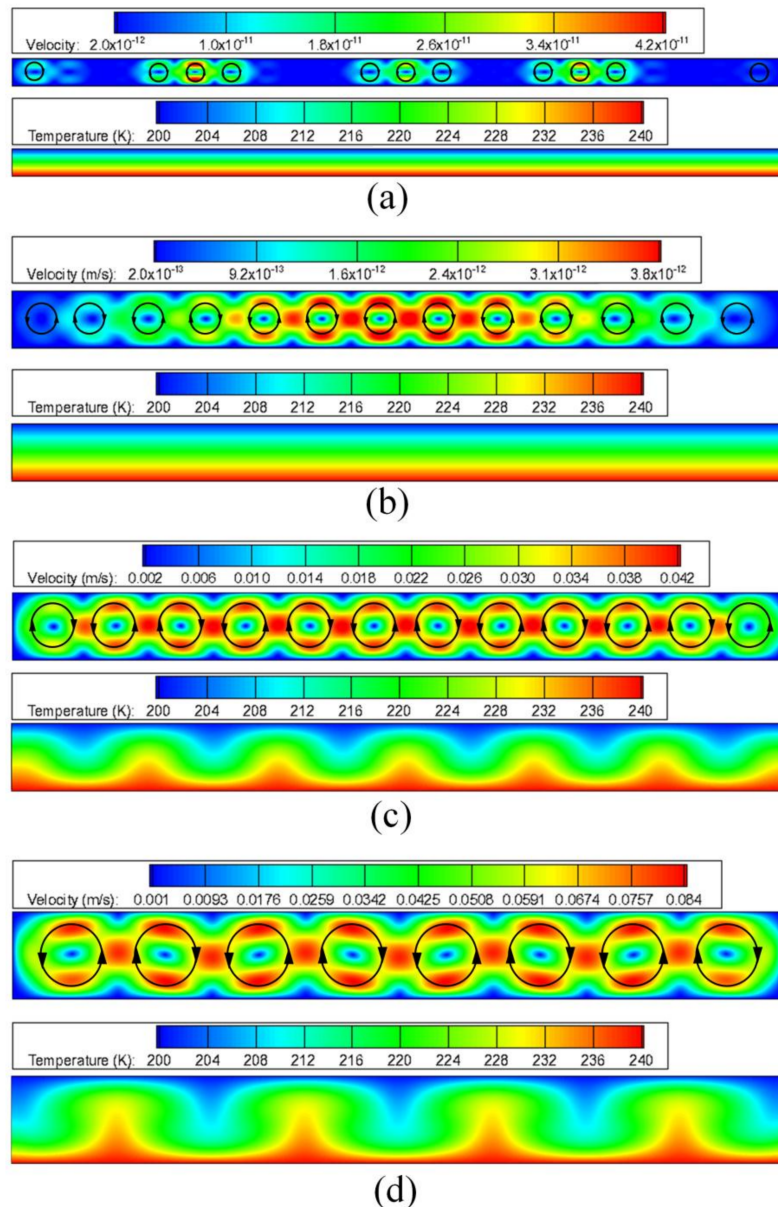 2.0x10⁻¹² 1.0x10⁻¹¹ 1.8x10⁻¹¹ 2.6x10⁻¹¹ 3.4x10⁻¹¹ 4.2x10⁻¹¹
Velocity:
Temperature (K): 200 204 208 212 216 220 224 228 232 236 240
(a)
Velocity (m/s): 2.0x10⁻¹³ 9.2x10⁻¹³ 1.6x10⁻¹² 2.4x10⁻¹² 3.1x10⁻¹² 3.8x10⁻¹²
Temperature (K): 200 204 208 212 216 220 224 228 232 236 240
(b)
Velocity (m/s): 0.002 0.006 0.010 0.014 0.018 0.022 0.026 0.030 0.034 0.038 0.042
Temperature (K): 200 204 208 212 216 220 224 228 232 236 240
(c)
Velocity (m/s): 0.001 0.0093 0.0176 0.0259 0.0342 0.0425 0.0508 0.0591 0.0674 0.0757 0.084
Temperature (K): 200 204 208 212 216 220 224 228 232 236 240
(d)